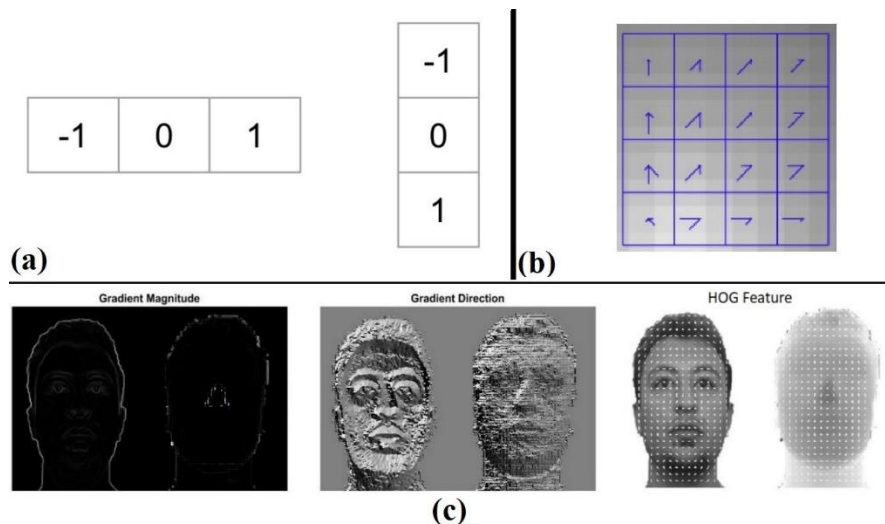 -1 0 1
-1
0
1
(a)
(b)
Gradient Magnitude
Gradient Direction
HOG Feature
(c)